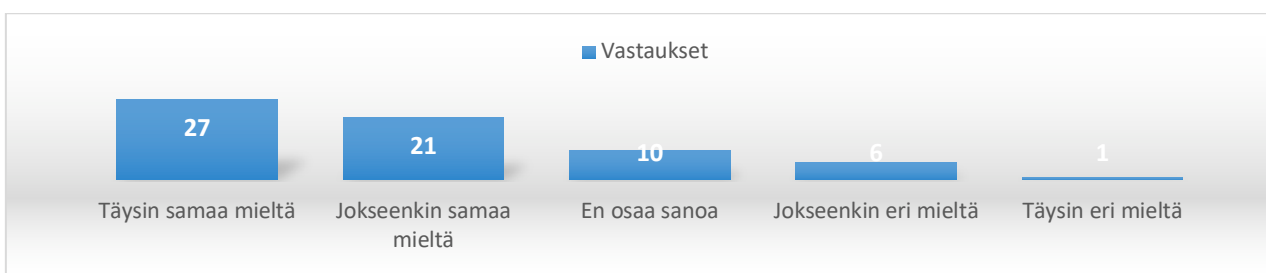 Vastaukset
27
21
10
6
1
Täysin samaa mieltä
Jokseenkin samaa
mieltä
En osaa sanoa
Jokseenkin eri mieltä
Täysin eri mieltä